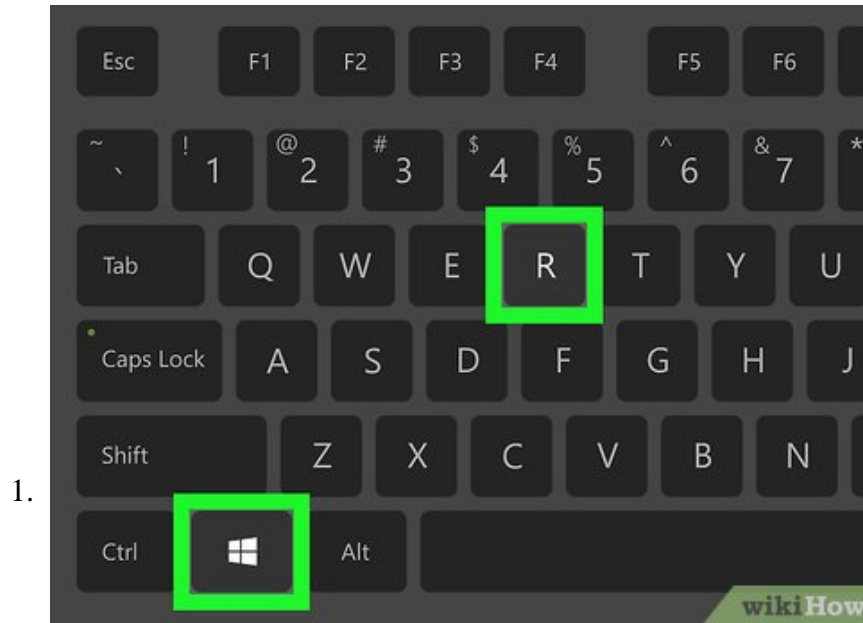 Esc F1 F2 F3 F4 F5 F6
~ ! @ # $ % ^ & *
` 1 2 3 4 5 6 7
Tab Q W E R T Y U
Caps Lock A S D F G H J
Shift Z X C V B N
1.
Ctrl Alt
wikiHow